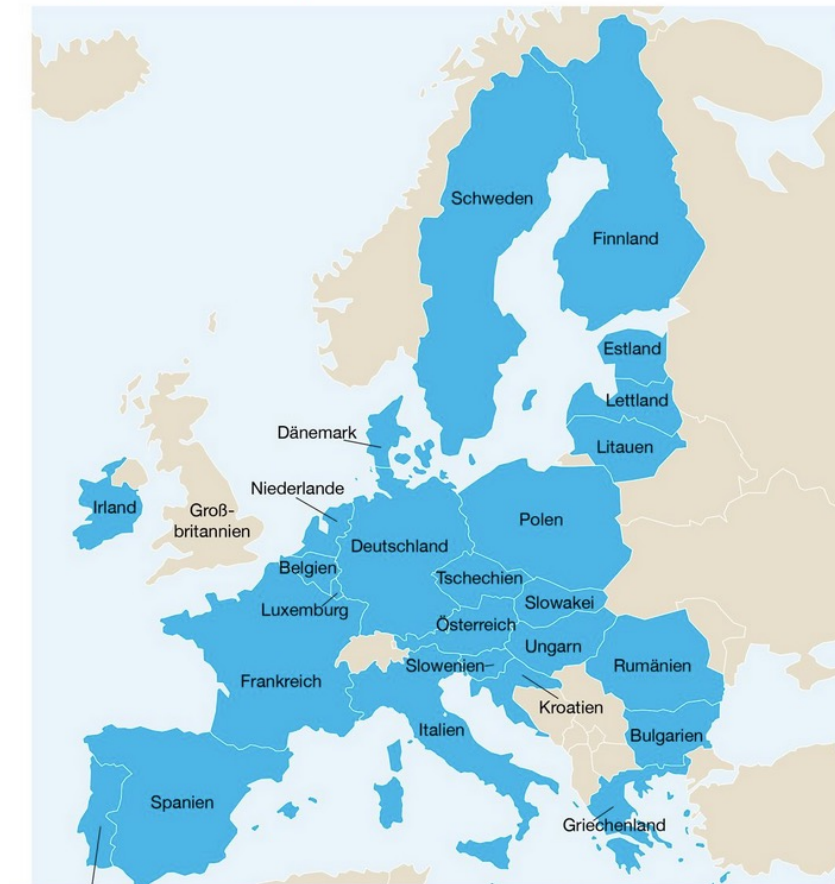 Schweden
Finnland
Estland
Lettland
Dänemark
Litauen
Niederlande
Irland
Groß-
britannien
Polen
Deutschland
Belgien
Tschechien
Slowakei
Luxemburg
Österreich
Ungarn
Slowenien
Rumänien
Frankreich
Kroatien
Italien
Bulgarien
Spanien
Griechenland